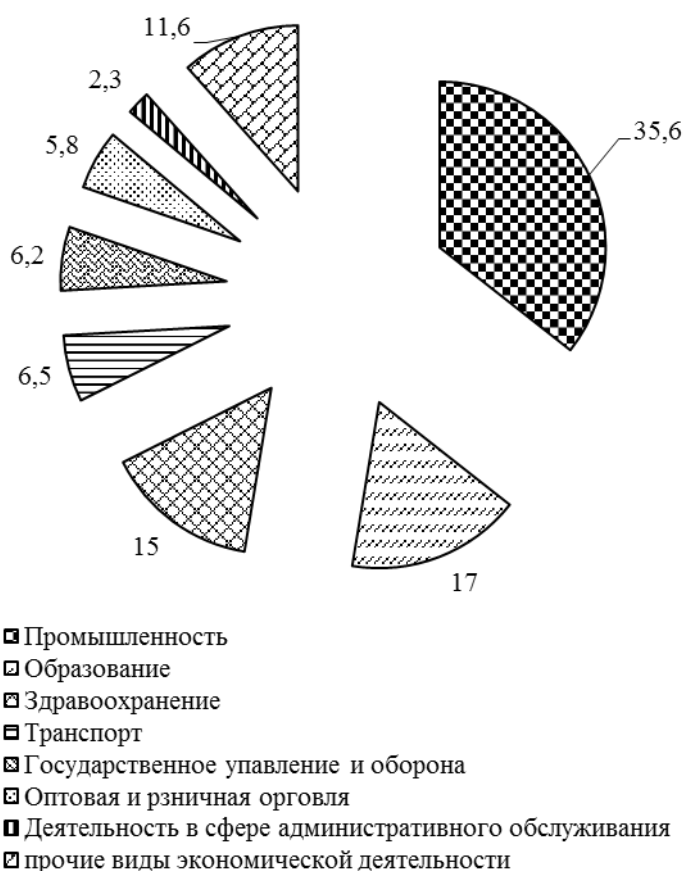 11,6
2,3
35,6
5,8
6,2
6,5
15
17
Промышленность
Образование
Здравоохранение
Транспорт
Государственное упавление и оборона
Оптовая и рзничная орговля
Деятельность в сфере административного обслуживания
прочие виды экономической деятельности